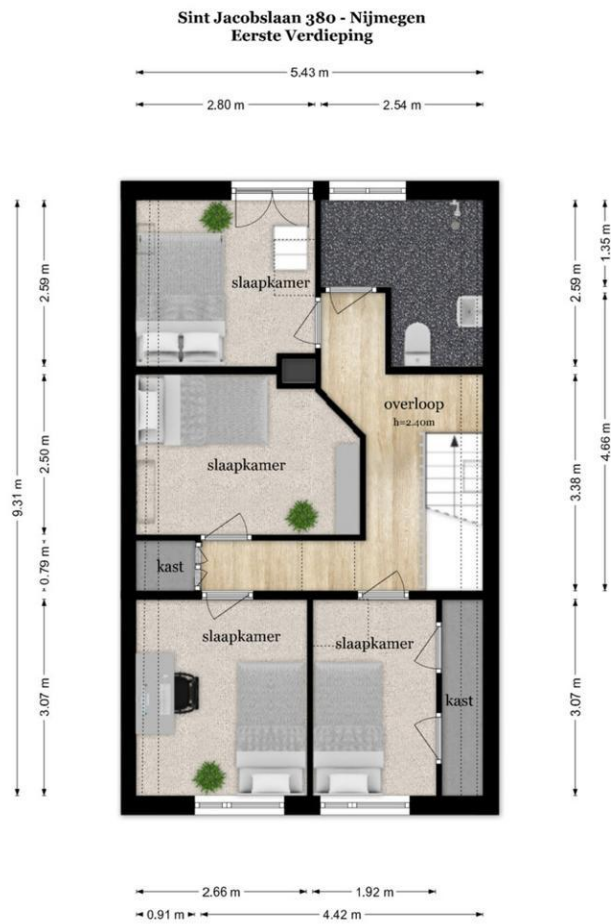 Sint Jacobslaan 380 - Nijmegen
Eerste Verdieping
5.43 m
2.80 m
2.54 m
9.31 m
2.59 m
2.50 m
0.79 m
3.07 m
1.35 m
2.59 m
4.66 m
3.38 m
3.07 m
slaapkamer
overloop
h=2.40m
slaapkamer
kast
slaapkamer
slaapkamer
kast
2.66 m
1.92 m
0.91 m
4.42 m